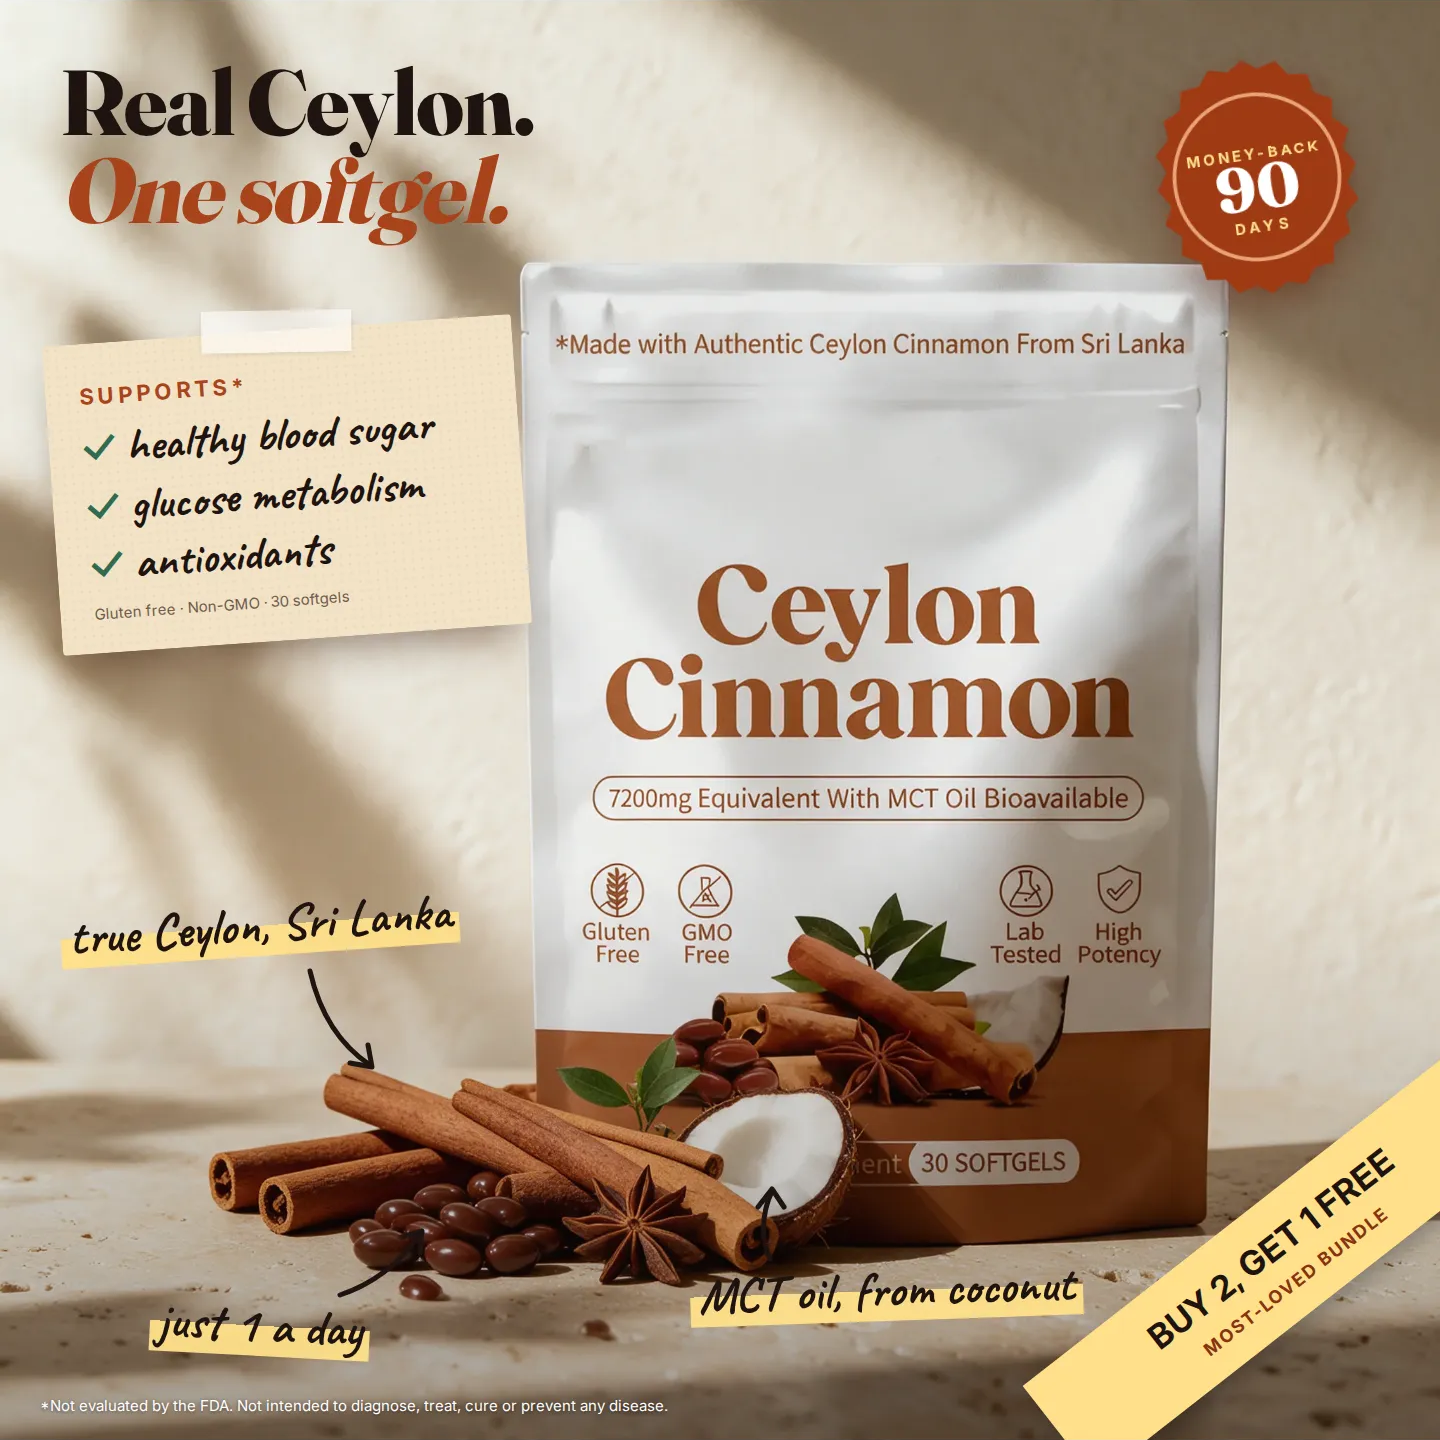 Real Ceylon.
One softgel.
MONEY-BACK
90
DAYS
*Made with Authentic Ceylon Cinnamon From Sri Lanka
SUPPORTS*
healthy blood sugar
glucose metabolism
antioxidants
Gluten free · Non-GMO · 30 softgels
Ceylon
Cinnamon
7200mg Equivalent With MCT Oil Bioavailable
Gluten Free
GMO Free
Lab Tested
High Potency
true Ceylon, Sri Lanka
30 SOFTGELS
MCT oil, from coconut
just 1 a day
BUY 2, GET 1 FREE
MOST-LOVED BUNDLE
*Not evaluated by the FDA. Not intended to diagnose, treat, cure or prevent any disease.